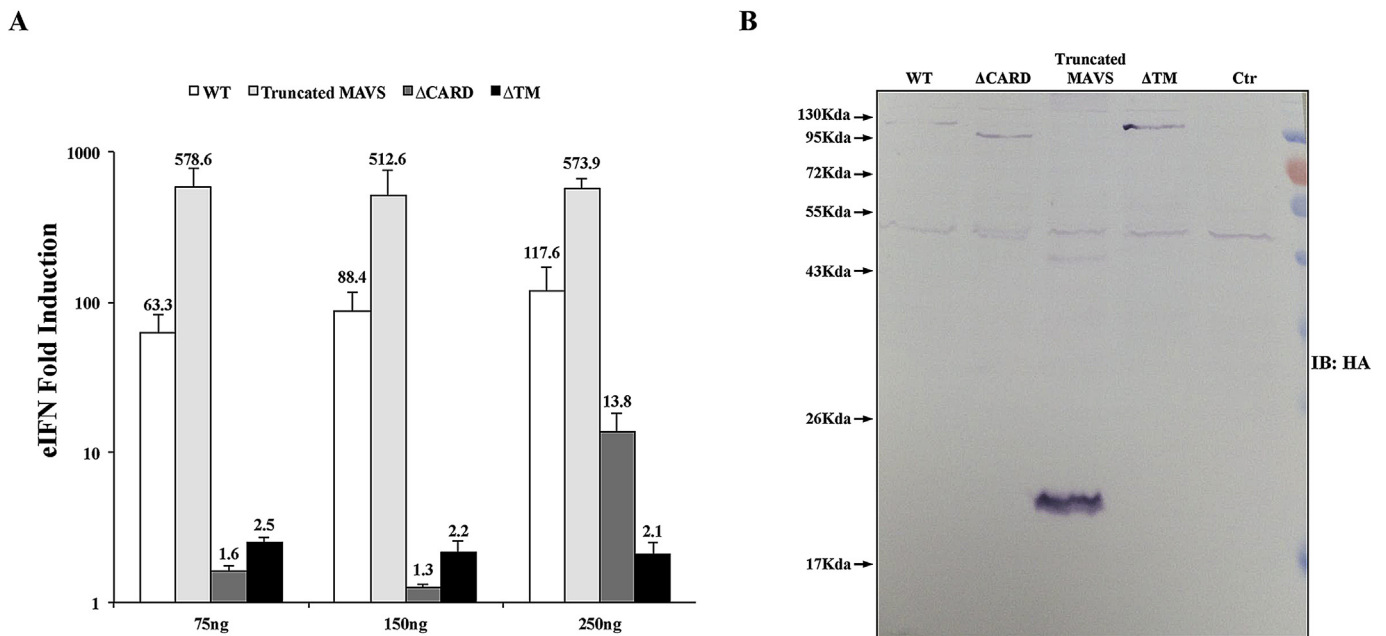 A
WT Truncated MAVS ΔCARD ΔTM
eIFN Fold Induction
1000
100
10
1
63.3
578.6
1.6
2.5
88.4
512.6
1.3
2.2
117.6
573.9
13.8
2.1
75ng
150ng
250ng
B
WT ΔCARD Truncated MAVS ΔTM Ctr
130Kda
95Kda
72Kda
55Kda
43Kda
26Kda
17Kda
IB: HA